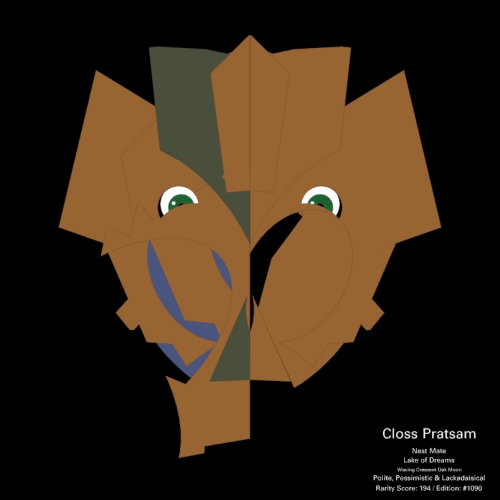 Closs Pratsam
Nest Mate
Lake of Dreams
Waxing Crescent Oak Moon
Polite, Pessimistic & Lackadaisical
Rarity Score: 194 / Edition: #1090